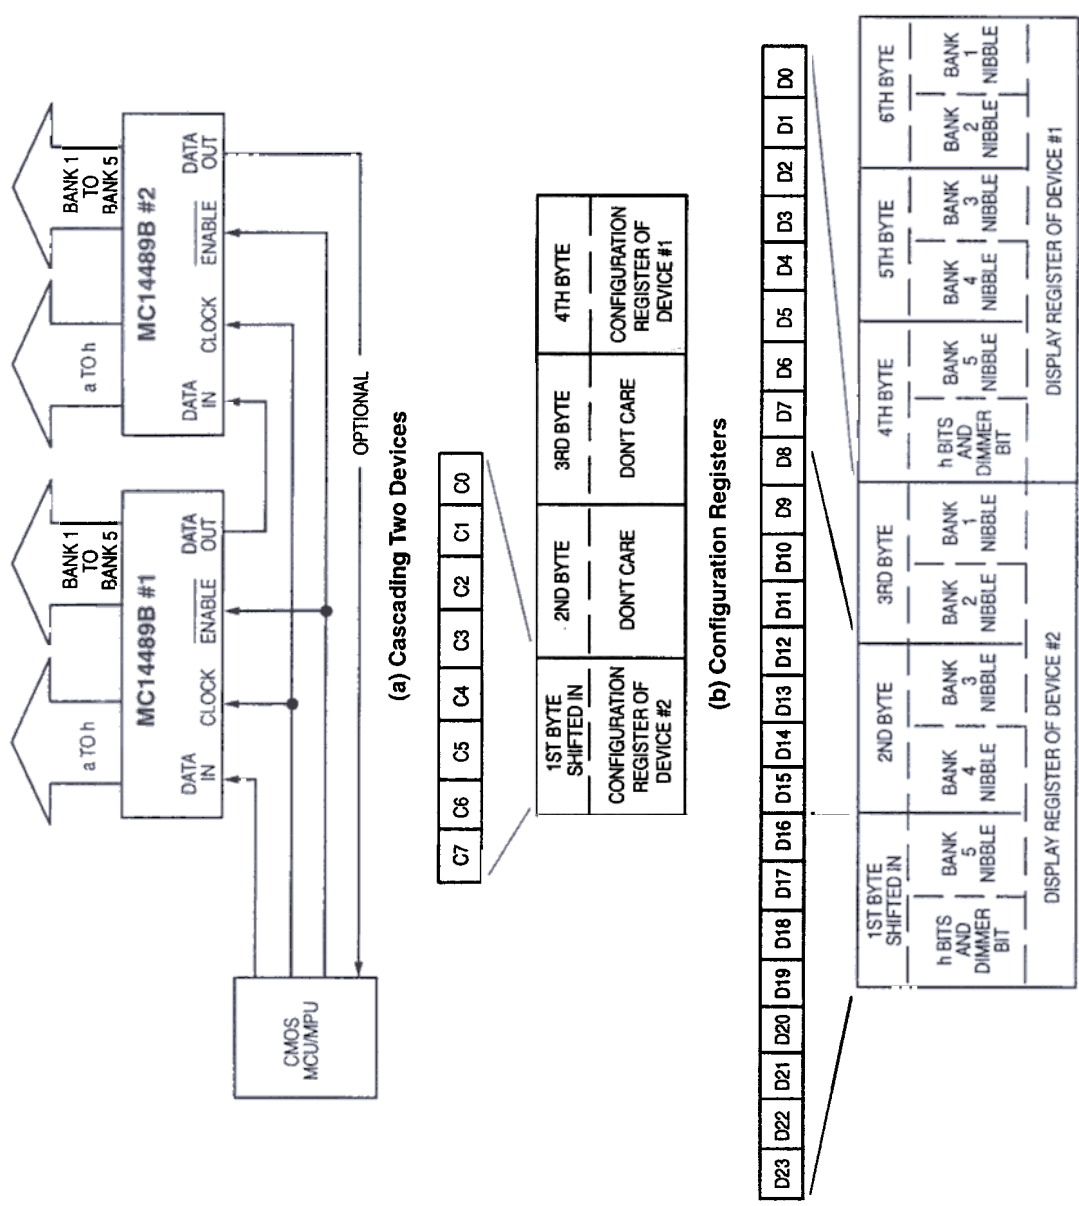 BANK 1
TO
BANK 5
a TO h
BANK 1
TO
BANK 5
a TO h
MC14489B #1
DATA
IN
CLOCK
ENABLE
DATA
OUT
MC14489B #2
DATA
IN
CLOCK
ENABLE
DATA
OUT
CMOS
MCU/MPU
OPTIONAL
(a) Cascading Two Devices
C7 C6 C5 C4 C3 C2 C1 C0
1ST BYTE
SHIFTED IN
2ND BYTE
3RD BYTE
4TH BYTE
CONFIGURATION
REGISTER OF
DEVICE #2
DON'T CARE
DON'T CARE
CONFIGURATION
REGISTER OF
DEVICE #1
(b) Configuration Registers
D23 D22 D21 D20 D19 D18 D17 D16 D15 D14 D13 D12 D11 D10 D9 D8 D7 D6 D5 D4 D3 D2 D1 D0
1ST BYTE
SHIFTED IN
2ND BYTE
3RD BYTE
4TH BYTE
5TH BYTE
6TH BYTE
h BITS
AND
DIMMER
BIT
BANK
5
NIBBLE
BANK
4
NIBBLE
BANK
3
NIBBLE
BANK
2
NIBBLE
BANK
1
NIBBLE
h BITS
AND
DIMMER
BIT
BANK
5
NIBBLE
BANK
4
NIBBLE
BANK
3
NIBBLE
BANK
2
NIBBLE
BANK
1
NIBBLE
DISPLAY REGISTER OF DEVICE #2
DISPLAY REGISTER OF DEVICE #1